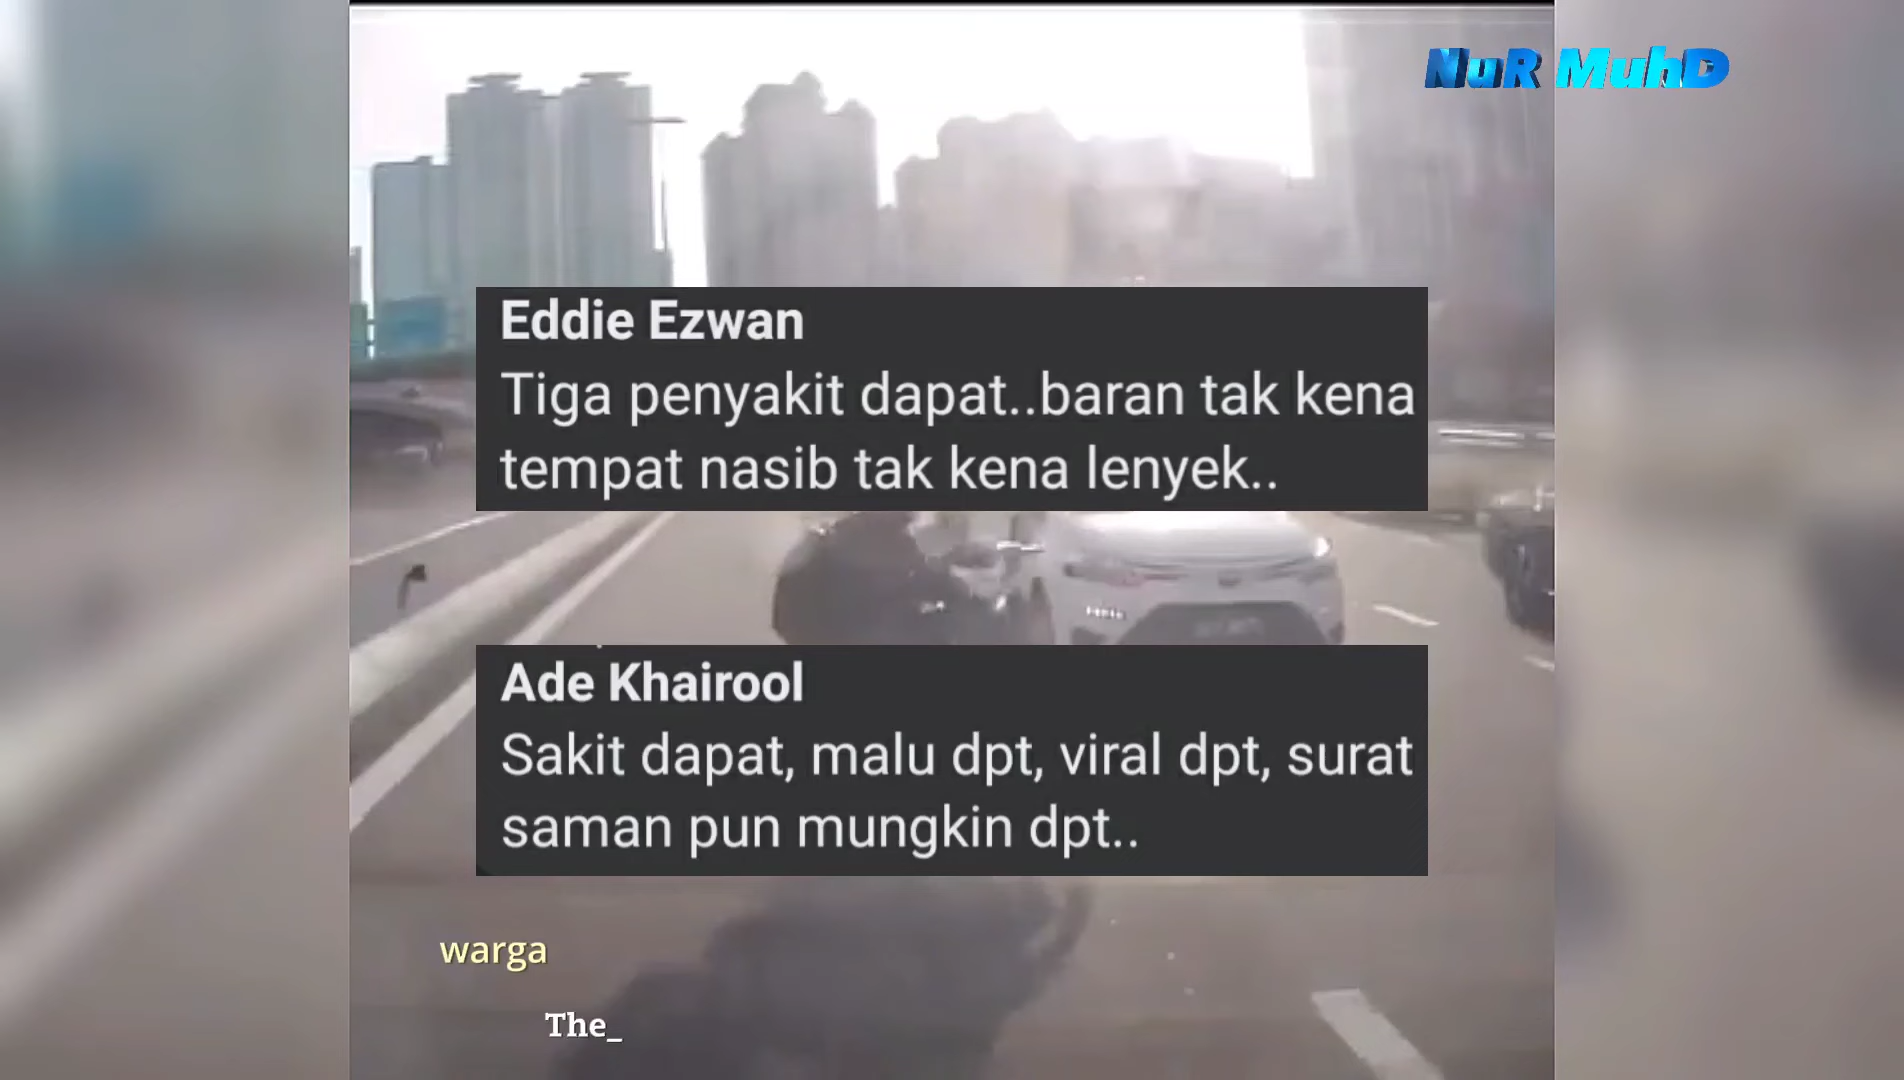 NuR MuhD
Eddie Ezwan
Tiga penyakit dapat..baran tak kena
tempat nasib tak kena lenyek..
Ade Khairool
Sakit dapat, malu dpt, viral dpt, surat
saman pun mungkin dpt..
warga
The_